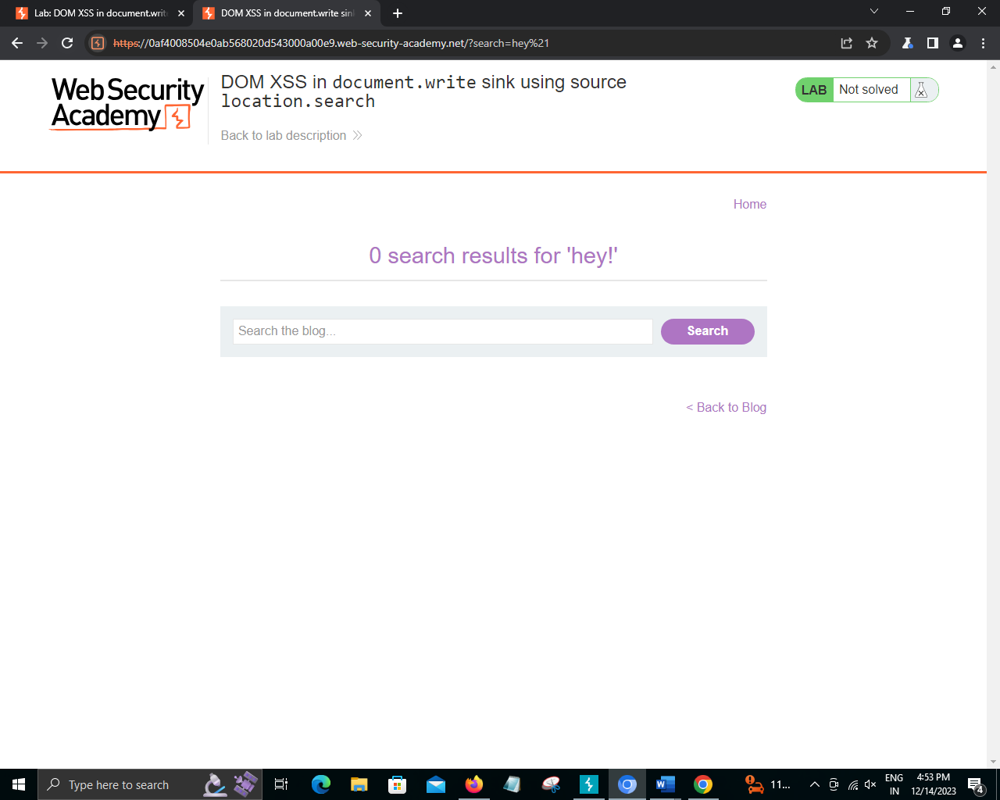 Lab: DOM XSS in document.writ
DOM XSS in document.write sin
https://0af4008504e0ab568020d543000a00e9.web-security-academy.net/?search=hey%21
Web Security
Academy
DOM XSS in document.write sink using source
location.search
Back to lab description
LAB Not solved
Home
0 search results for 'hey!'
Search the blog...
Search
< Back to Blog
Type here to search
11...
ENG
IN
4:53 PM
12/14/2023
4